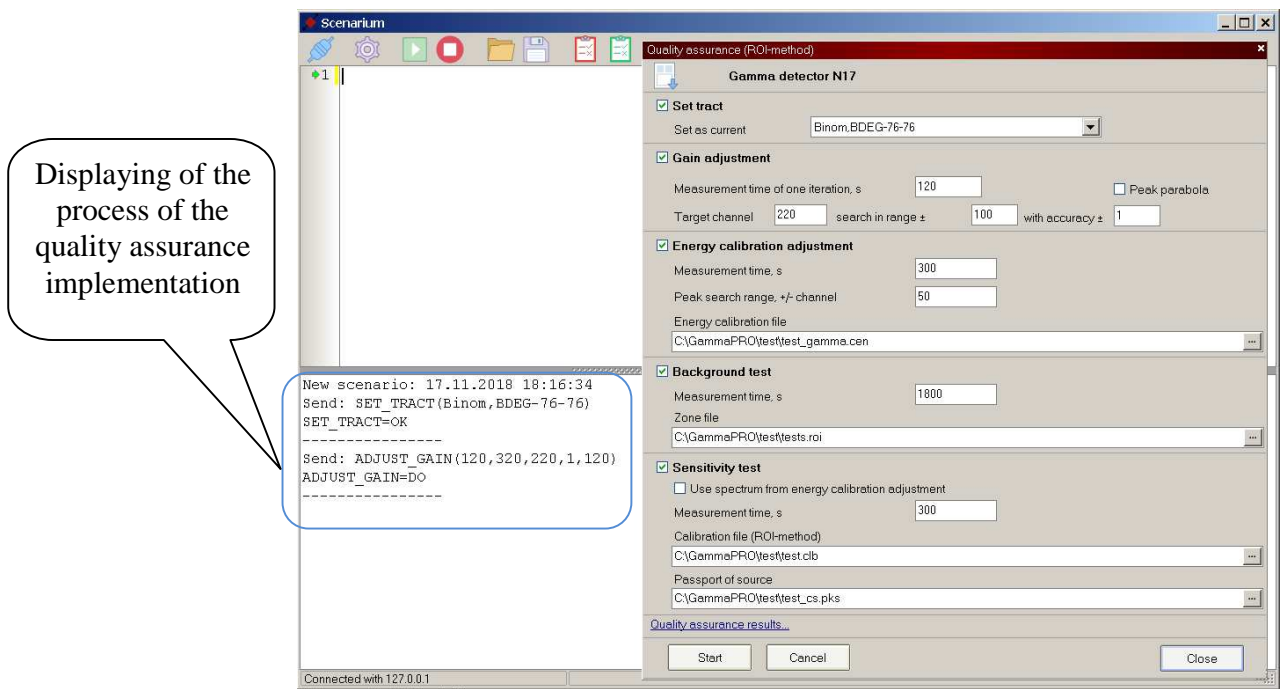 Scenarium
Displaying of the
process of the
quality assurance
implementation
1
New scenario: 17.11.2018 18:16:34
Send: SET_TRACT(Binom,BDEG-76-76)
SET_TRACT=OK
----------------
Send: ADJUST_GAIN(120,320,220,1,120)
ADJUST_GAIN=DO
----------------
Connected with 127.0.0.1
Quality assurance (ROI-method)
Gamma detector N17
Set tract
Set as current Binom,BDEG-76-76
Gain adjustment
Measurement time of one iteration, s 120 Peak parabola
Target channel 220 search in range ± 100 with accuracy ± 1
Energy calibration adjustment
Measurement time, s 300
Peak search range, +/- channel 50
Energy calibration file
C:\GammaPRO\test\test_gamma.cen ...
Background test
Measurement time, s 1800
Zone file
C:\GammaPRO\test\tests.roi ...
Sensitivity test
Use spectrum from energy calibration adjustment
Measurement time, s 300
Calibration file (ROI-method)
C:\GammaPRO\test\test.clb ...
Passport of source
C:\GammaPRO\test\test_cs.pks ...
Quality assurance results...
Start Cancel Close